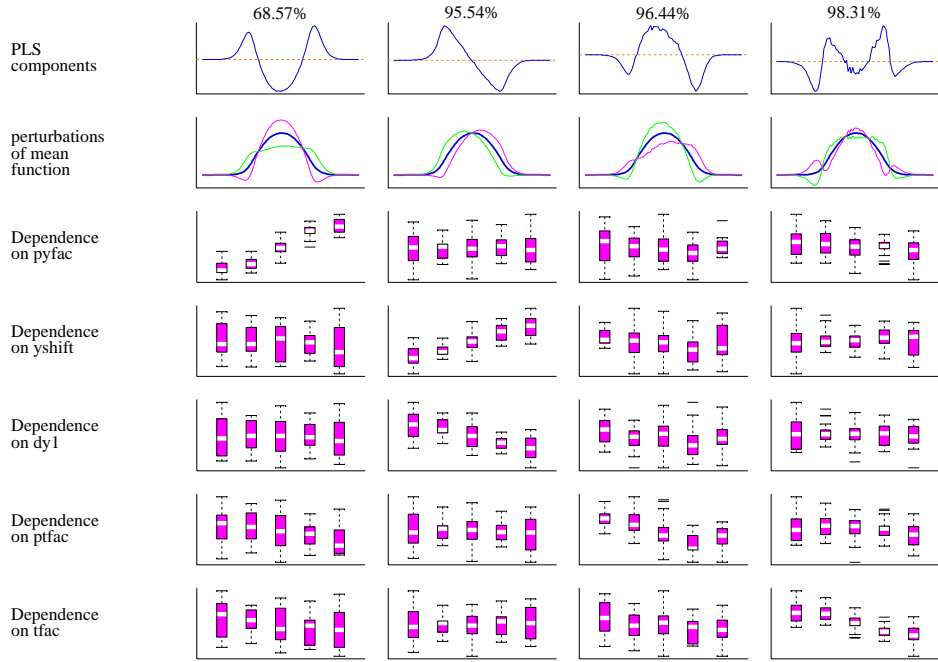 68.57% 95.54% 96.44% 98.31%
PLS
components
perturbations
of mean
function
Dependence
on pyfac
Dependence
on yshift
Dependence
on dy1
Dependence
on ptfac
Dependence
on tfac